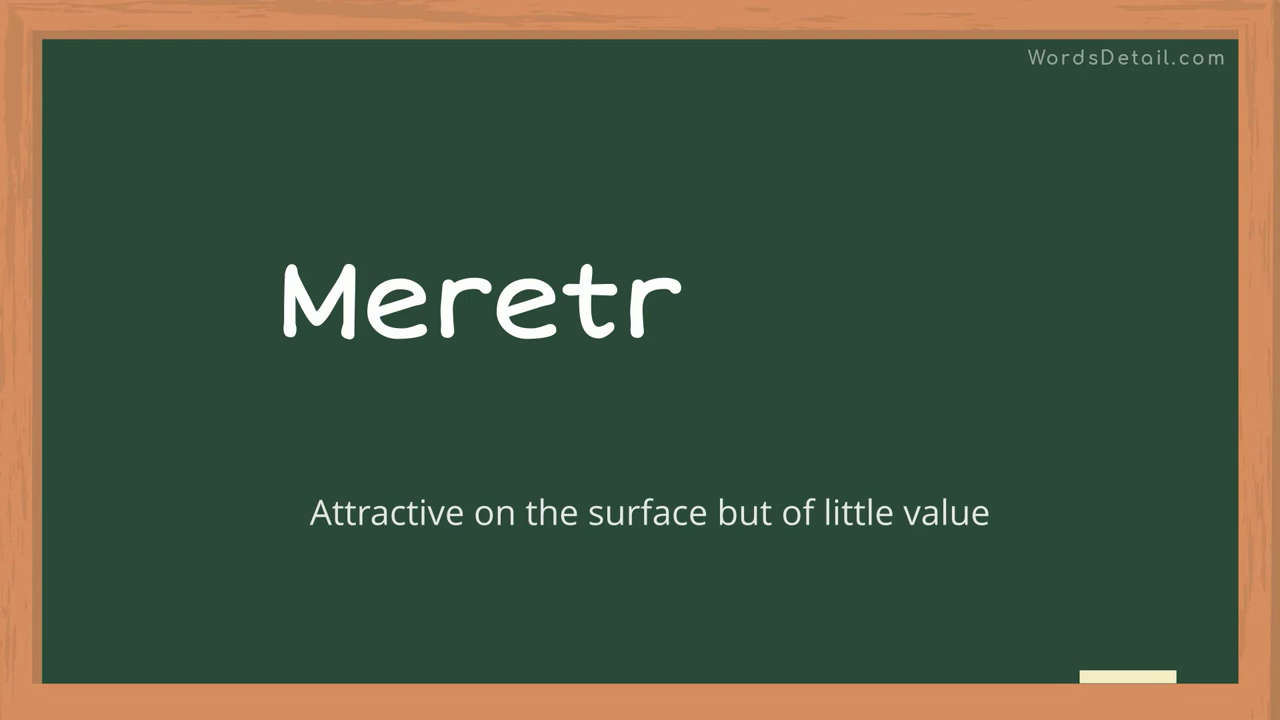 WordsDetail.com
Meretr
Attractive on the surface but of little value